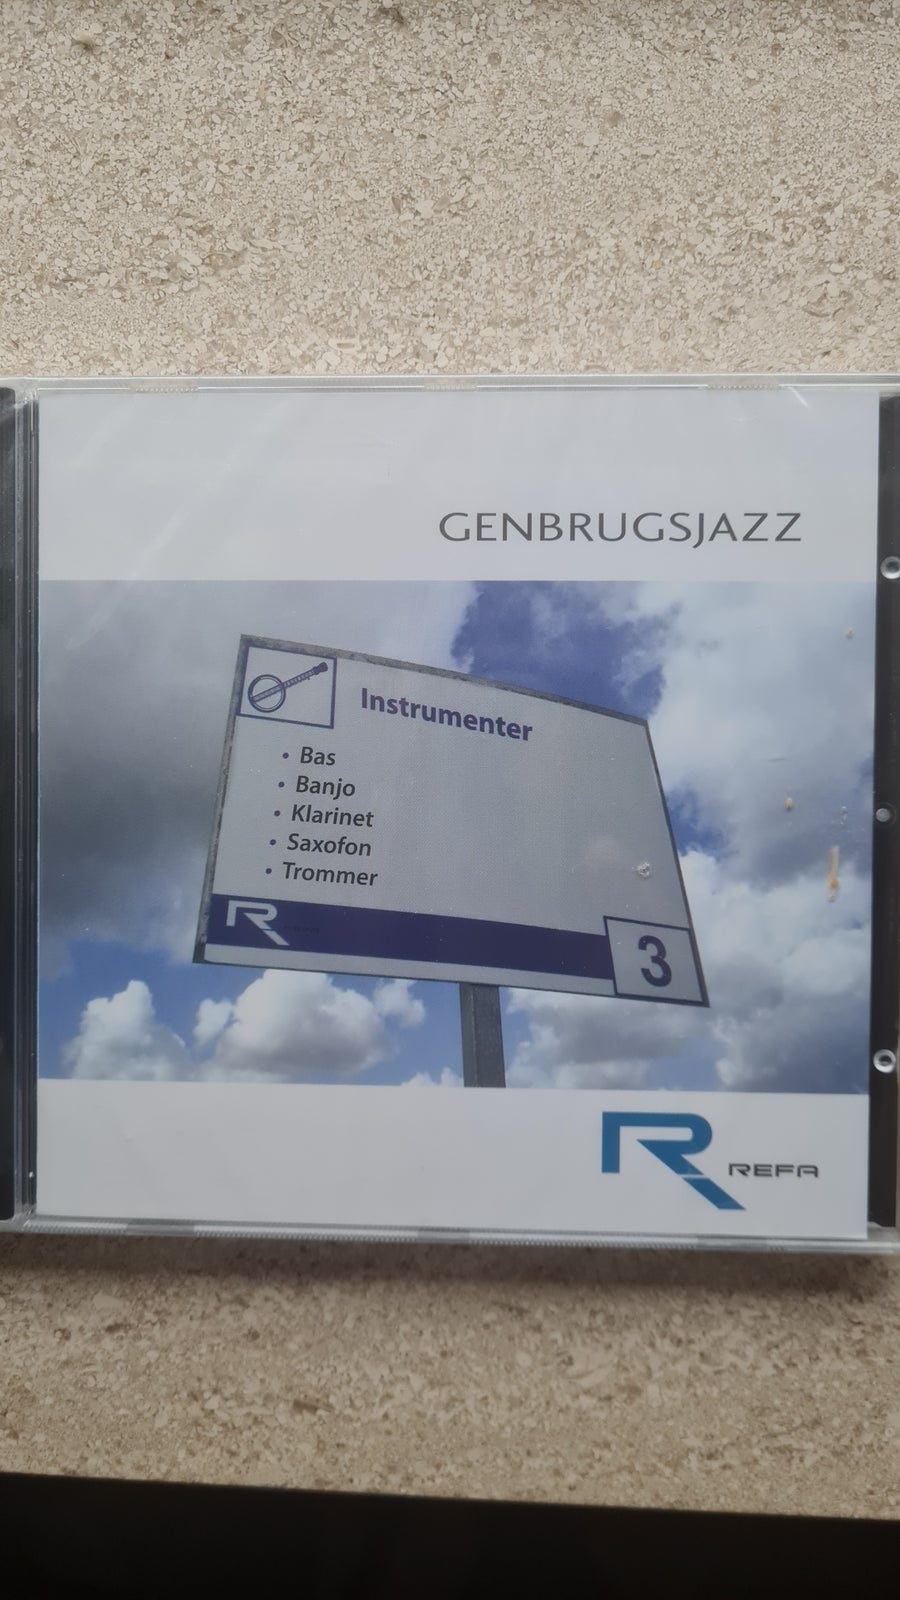 GENBRUGSJAZZ
Instrumenter
• Bas
• Banjo
• Klarinet
• Saxofon
• Trommer
R
3
R REFA